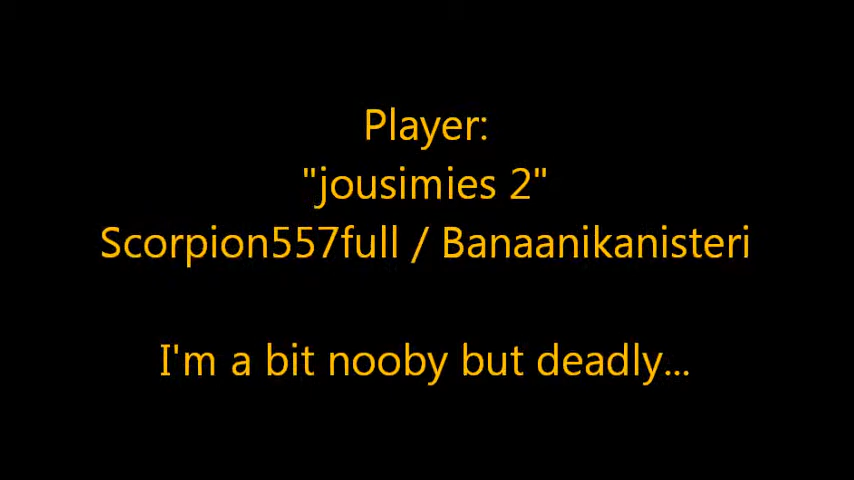 Player:
"jousimies 2"
Scorpion557full / Banaanikanisteri
I'm a bit nooby but deadly...